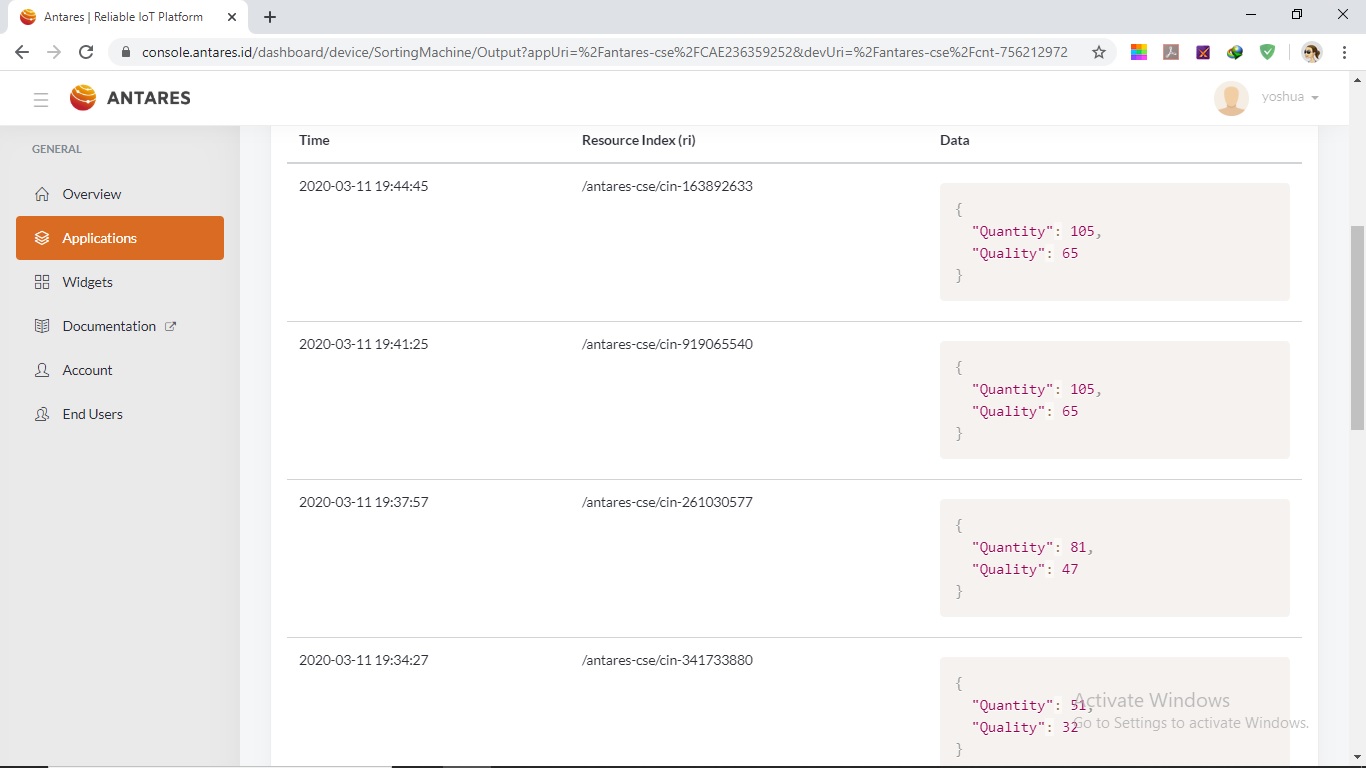 Antares | Reliable IoT Platform
console.antares.id/dashboard/device/SortingMachine/Output?appUri=%2Fantares-cse%2FCAE236359252&devUri=%2Fantares-cse%2Fcnt-756212972
ANTARES
yoshua
GENERAL
Overview
Applications
Widgets
Documentation
Account
End Users
Time Resource Index (ri) Data
2020-03-11 19:44:45 /antares-cse/cin-163892633
{
"Quantity": 105,
"Quality": 65
}
2020-03-11 19:41:25 /antares-cse/cin-919065540
{
"Quantity": 105,
"Quality": 65
}
2020-03-11 19:37:57 /antares-cse/cin-261030577
{
"Quantity": 81,
"Quality": 47
}
2020-03-11 19:34:27 /antares-cse/cin-341733880
{
"Quantity": 51,
"Quality": 32
}
Activate Windows
Go to Settings to activate Windows.